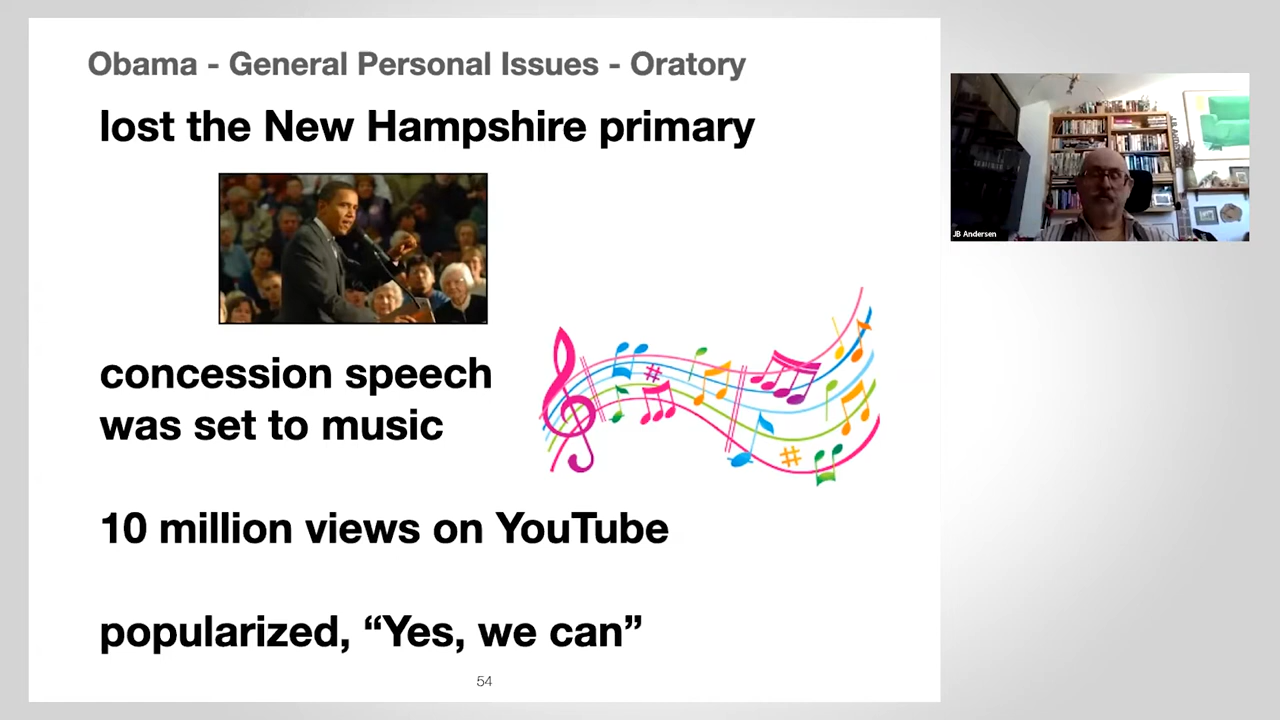 Obama - General Personal Issues - Oratory
lost the New Hampshire primary
concession speech
was set to music
10 million views on YouTube
popularized, “Yes, we can”
54
JB Andersen